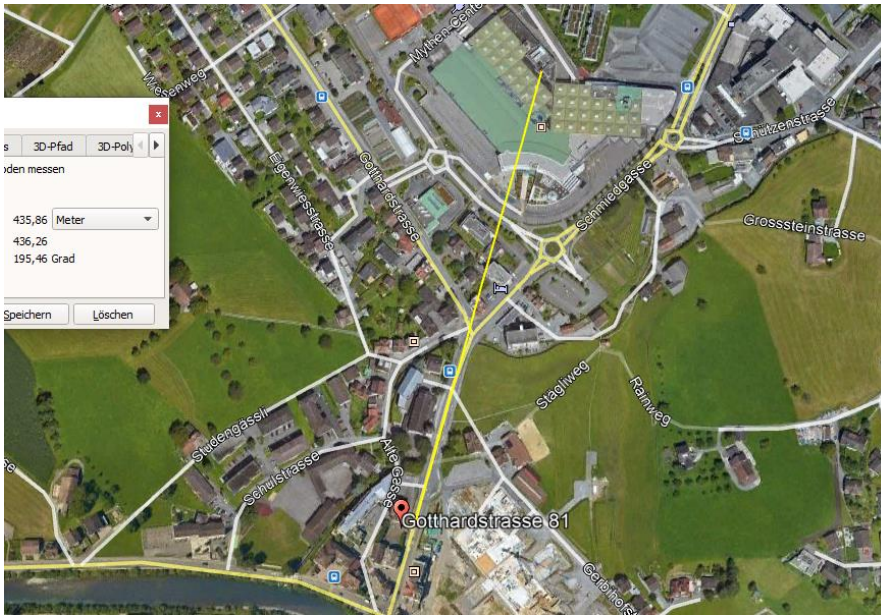 Mythen Center
Wiesenweg
x
s 3D-Pfad 3D-Poly
oden messen
435,86 Meter
436,26
195,46 Grad
Speichern Löschen
Eigenwiesstrasse
Gotthardstrasse
Schmiedgasse
Schutzenstrasse
Grosssteinstrasse
Stagliweg
Rainweg
Studengässli
Schulstrasse
Alte Gasse
Gotthardstrasse 81